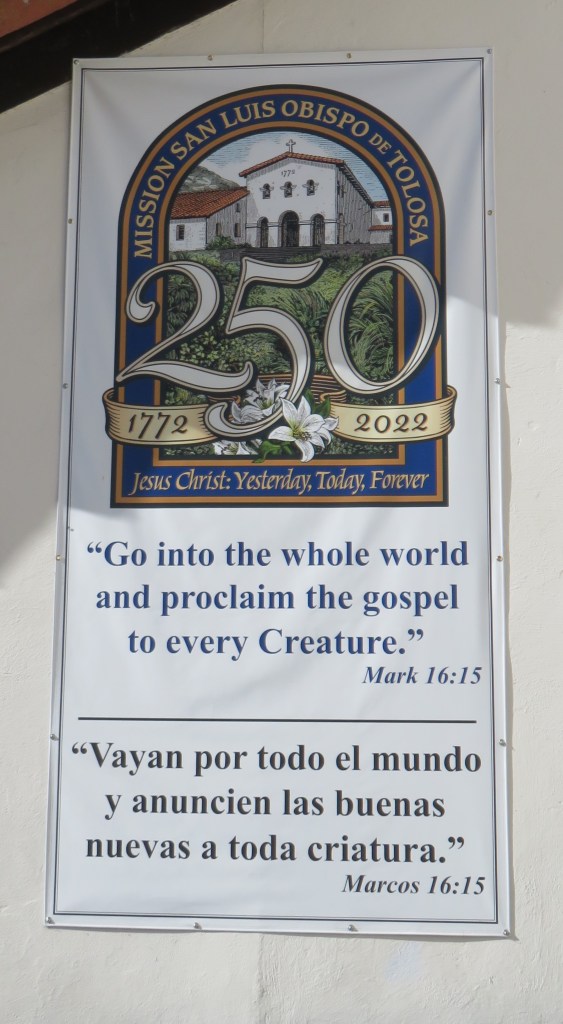 MISSION SAN LUIS OBISPO DE TOLOSA
1772
250
1772 2022
Jesus Christ: Yesterday, Today, Forever
“Go into the whole world
and proclaim the gospel
to every Creature.”
Mark 16:15
“Vayan por todo el mundo
y anuncien las buenas
nuevas a toda criatura.”
Marcos 16:15